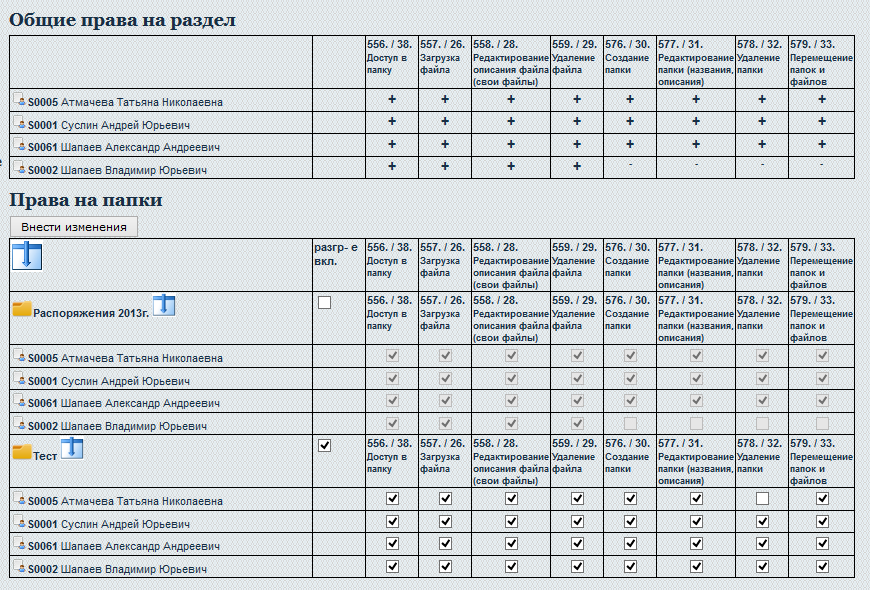 Общие права на раздел
556. / 38. 557. / 26. 558. / 28. 559. / 29. 576. / 30. 577. / 31. 578. / 32. 579. / 33.
Доступ в Загрузка Редактирование Удаление Создание Редактирование Удаление Перемещение
папку файла описания файла файла папки папки (названия, папки папок и
(свои файлы) описания) файлов
S0005 Атмачева Татьяна Николаевна + + + + + + + +
S0001 Суслин Андрей Юрьевич + + + + + + + +
S0061 Шапаев Александр Андреевич + + + + + + + +
S0002 Шапаев Владимир Юрьевич + + + + - - - -
Права на папки
Внести изменения
разгр- е 556. / 38. 557. / 26. 558. / 28. 559. / 29. 576. / 30. 577. / 31. 578. / 32. 579. / 33.
вкл. Доступ в Загрузка Редактирование Удаление Создание Редактирование Удаление Перемещение
папку файла описания файла файла папки папки (названия, папки папок и
(свои файлы) описания) файлов
Распоряжения 2013г. 556. / 38. 557. / 26. 558. / 28. 559. / 29. 576. / 30. 577. / 31. 578. / 32. 579. / 33.
Доступ в Загрузка Редактирование Удаление Создание Редактирование Удаление Перемещение
папку файла описания файла файла папки папки (названия, папки папок и
(свои файлы) описания) файлов
S0005 Атмачева Татьяна Николаевна
S0001 Суслин Андрей Юрьевич
S0061 Шапаев Александр Андреевич
S0002 Шапаев Владимир Юрьевич
Тест 556. / 38. 557. / 26. 558. / 28. 559. / 29. 576. / 30. 577. / 31. 578. / 32. 579. / 33.
Доступ в Загрузка Редактирование Удаление Создание Редактирование Удаление Перемещение
папку файла описания файла файла папки папки (названия, папки папок и
(свои файлы) описания) файлов
S0005 Атмачева Татьяна Николаевна
S0001 Суслин Андрей Юрьевич
S0061 Шапаев Александр Андреевич
S0002 Шапаев Владимир Юрьевич